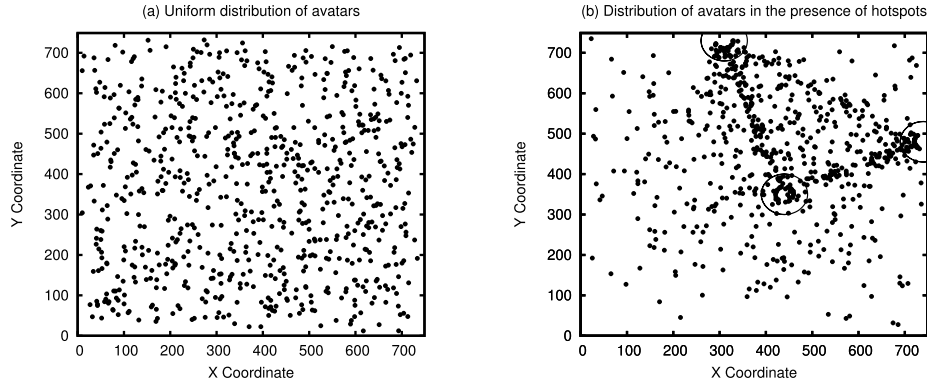 (a) Uniform distribution of avatars
700
600
500
400
300
200
100
0
0 100 200 300 400 500 600 700
X Coordinate
Y Coordinate
(b) Distribution of avatars in the presence of hotspots
700
600
500
400
300
200
100
0
0 100 200 300 400 500 600 700
X Coordinate
Y Coordinate